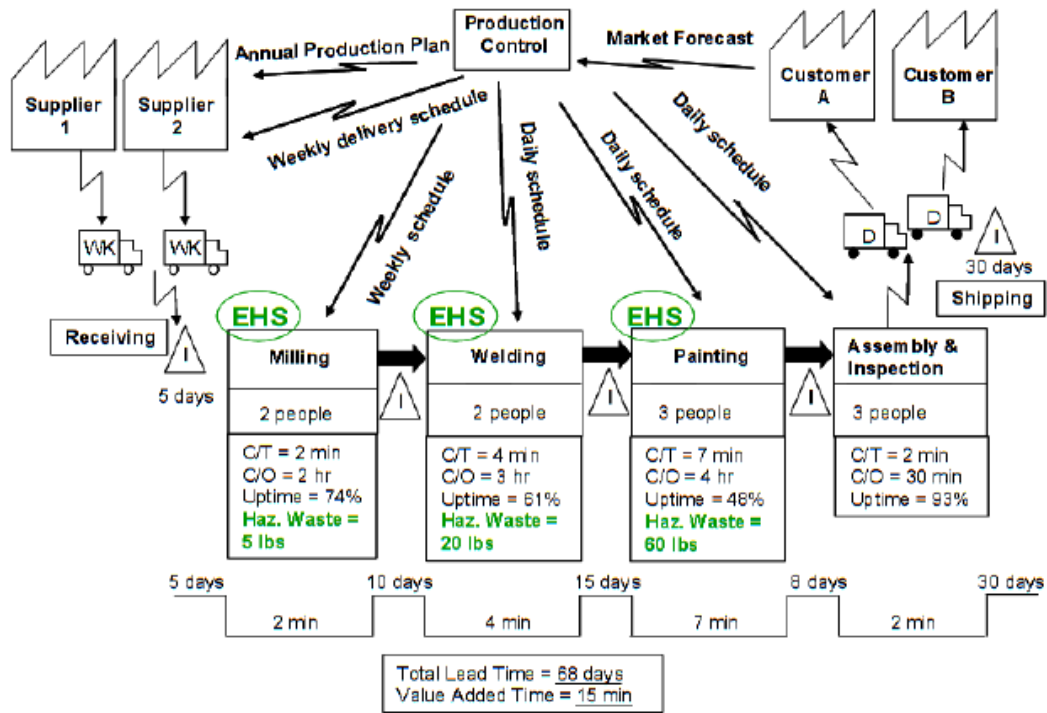 Production
Control
Annual Production Plan
Market Forecast
Supplier
1
Supplier
2
Customer
A
Customer
B
Weekly delivery schedule
Weekly schedule
Daily schedule
Daily schedule
Daily schedule
WK
WK
D
D
I
30 days
Shipping
Receiving
I
5 days
EHS
Milling
2 people
C/T = 2 min
C/O = 2 hr
Uptime = 74%
Haz. Waste =
5 lbs
I
EHS
Welding
2 people
C/T = 4 min
C/O = 3 hr
Uptime = 61%
Haz. Waste =
20 lbs
I
EHS
Painting
3 people
C/T = 7 min
C/O = 4 hr
Uptime = 48%
Haz. Waste =
60 lbs
I
Assembly &
Inspection
3 people
C/T = 2 min
C/O = 30 min
Uptime = 93%
5 days
10 days
15 days
8 days
30 days
2 min
4 min
7 min
2 min
Total Lead Time = 68 days
Value Added Time = 15 min